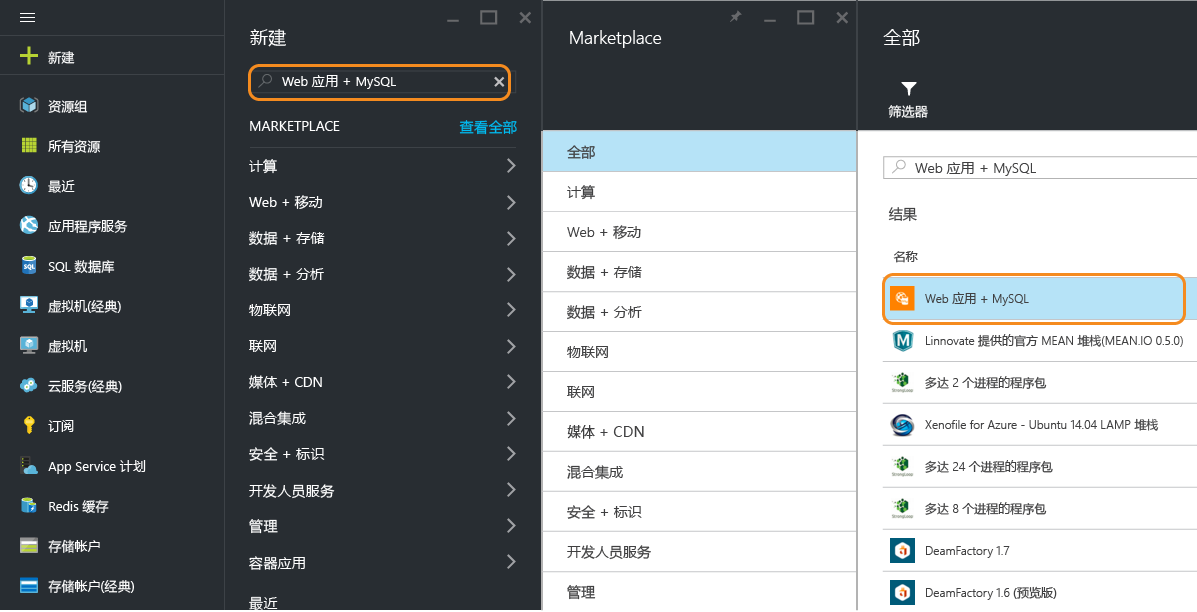 新建
资源组
所有资源
最近
应用程序服务
SQL 数据库
虚拟机(经典)
虚拟机
云服务(经典)
订阅
App Service 计划
Redis 缓存
存储帐户
存储帐户(经典)
新建
Web 应用 + MySQL
MARKETPLACE
查看全部
计算
Web + 移动
数据 + 存储
数据 + 分析
物联网
联网
媒体 + CDN
混合集成
安全 + 标识
开发人员服务
管理
容器应用
最近
Marketplace
全部
计算
Web + 移动
数据 + 存储
数据 + 分析
物联网
联网
媒体 + CDN
混合集成
安全 + 标识
开发人员服务
管理
全部
筛选器
Web 应用 + MySQL
结果
名称
Web 应用 + MySQL
Linnovate 提供的官方 MEAN 堆栈(MEAN.IO 0.5.0)
多达 2 个进程的程序包
Xenofile for Azure - Ubuntu 14.04 LAMP 堆栈
多达 24 个进程的程序包
多达 8 个进程的程序包
DeamFactory 1.7
DeamFactory 1.6 (预览版)